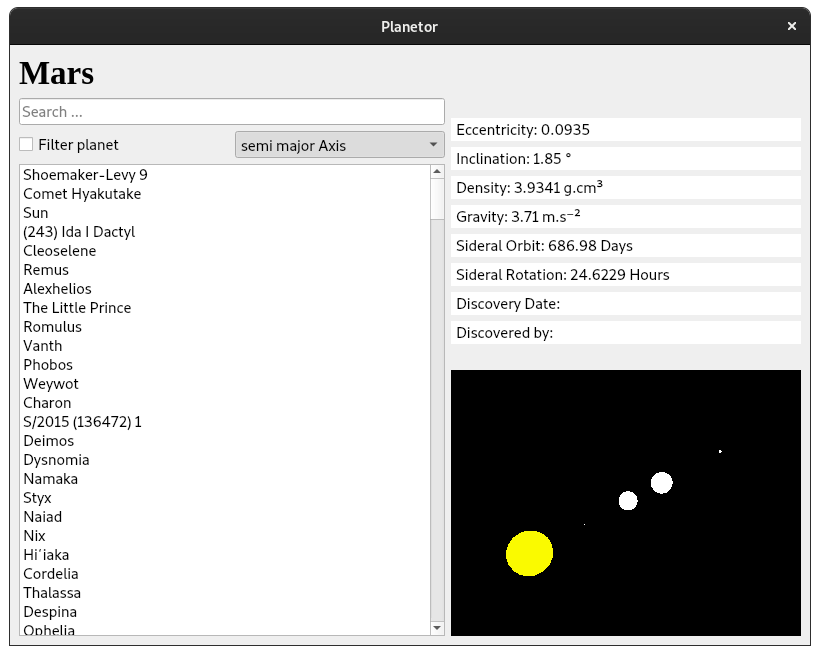 Planetor
Mars
Search ...
Filter planet
semi major Axis
Shoemaker-Levy 9
Comet Hyakutake
Sun
(243) Ida I Dactyl
Cleoselene
Remus
Alexhelios
The Little Prince
Romulus
Vanth
Phobos
Weywot
Charon
S/2015 (136472) 1
Deimos
Dysnomia
Namaka
Styx
Naiad
Nix
Hi´iaka
Cordelia
Thalassa
Despina
Ophelia
Eccentricity: 0.0935
Inclination: 1.85 °
Density: 3.9341 g.cm³
Gravity: 3.71 m.s⁻²
Sideral Orbit: 686.98 Days
Sideral Rotation: 24.6229 Hours
Discovery Date:
Discovered by: